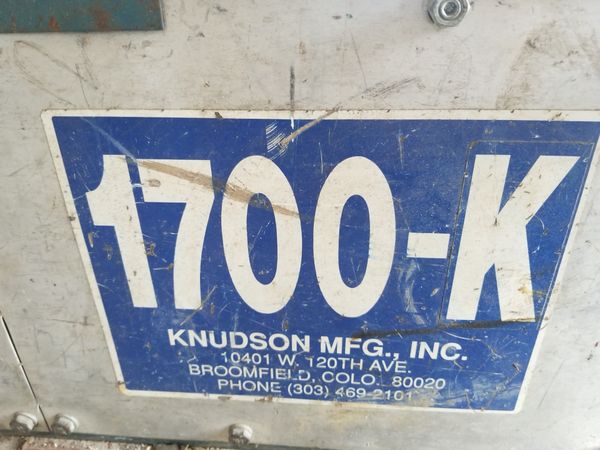 1700-K
KNUDSON MFG., INC.
10401 W. 120TH AVE.
BROOMFIELD, COLO. 80020
PHONE (303) 469-2101